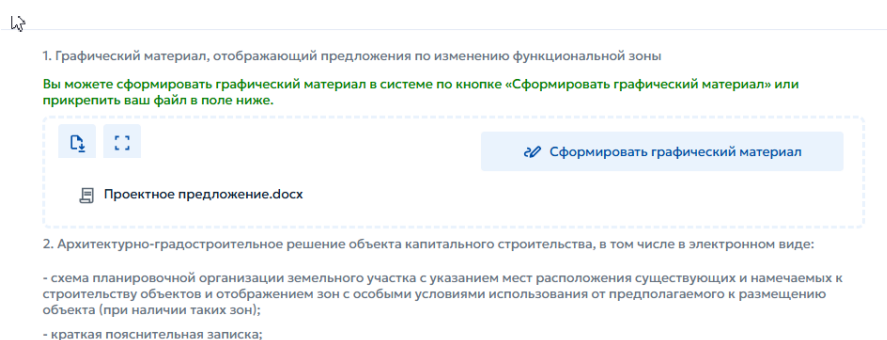 1. Графический материал, отображающий предложения по изменению функциональной зоны
Вы можете сформировать графический материал в системе по кнопке «Сформировать графический материал» или
прикрепить ваш файл в поле ниже.
Сформировать графический материал
Проектное предложение.docx
2. Архитектурно-градостроительное решение объекта капитального строительства, в том числе в электронном виде:
- схема планировочной организации земельного участка с указанием мест расположения существующих и намечаемых к
строительству объектов и отображением зон с особыми условиями использования от предполагаемого к размещению
объекта (при наличии таких зон);
- краткая пояснительная записка;